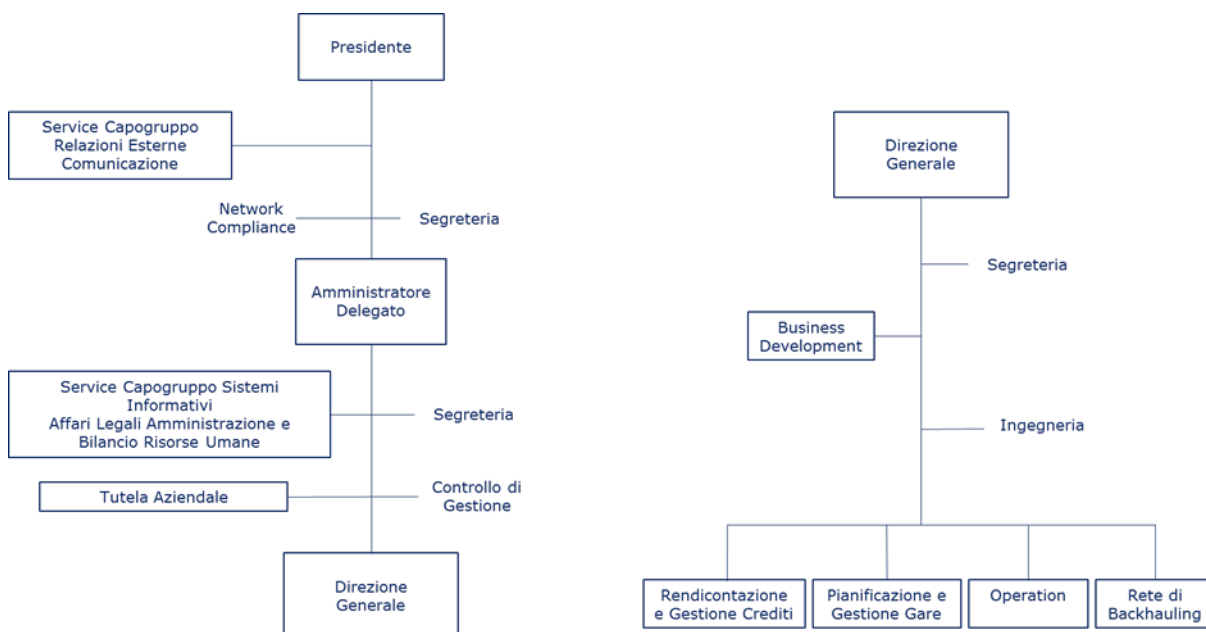 Presidente
Service Capogruppo
Relazioni Esterne
Comunicazione
Network
Compliance
Segreteria
Amministratore
Delegato
Service Capogruppo Sistemi
Informativi
Affari Legali Amministrazione e
Bilancio Risorse Umane
Segreteria
Tutela Aziendale
Controllo di
Gestione
Direzione
Generale
Direzione
Generale
Segreteria
Business
Development
Ingegneria
Rendicontazione
e Gestione Crediti
Pianificazione e
Gestione Gare
Operation
Rete di
Backhauling